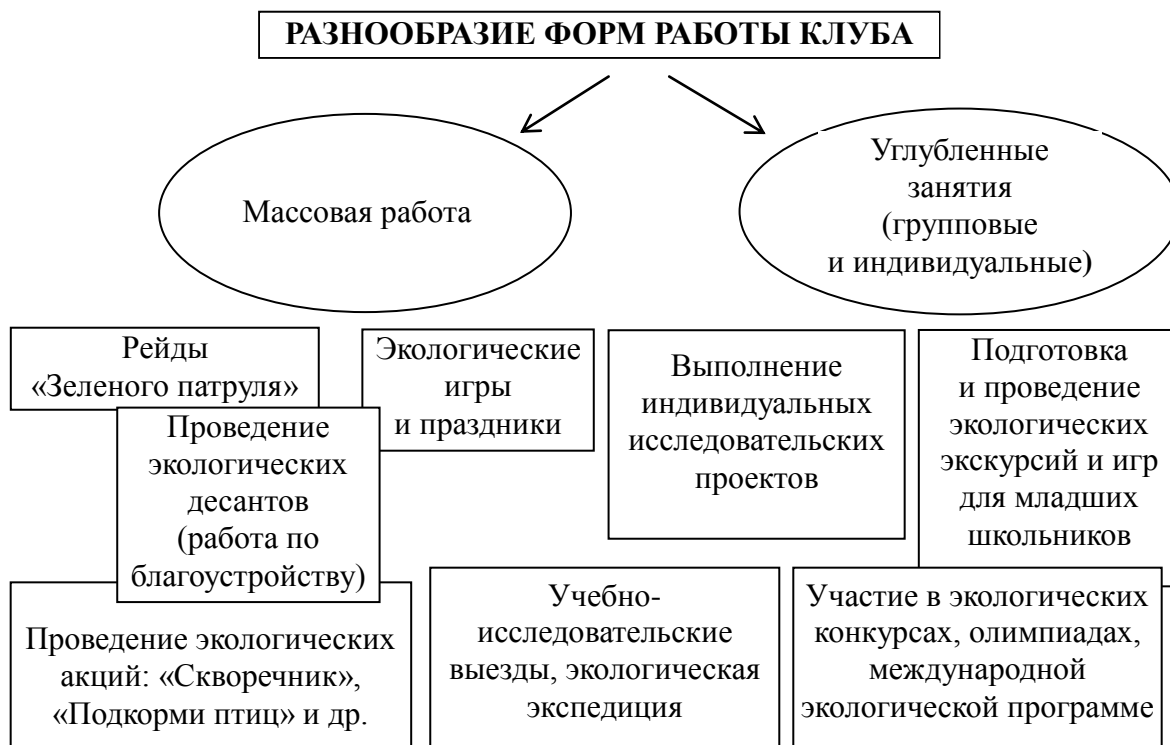 РАЗНООБРАЗИЕ ФОРМ РАБОТЫ КЛУБА
Массовая работа
Углубленные
занятия
(групповые
и индивидуальные)
Рейды
«Зеленого патруля»
Экологические
игры
и праздники
Выполнение
индивидуальных
исследовательских
проектов
Подготовка
и проведение
экологических
экскурсий и игр
для младших
школьников
Проведение
экологических
десантов
(работа по
благоустройству)
Проведение экологических
акций: «Скворечник»,
«Подкорми птиц» и др.
Учебно-
исследовательские
выезды, экологическая
экспедиция
Участие в экологических
конкурсах, олимпиадах,
международной
экологической программе